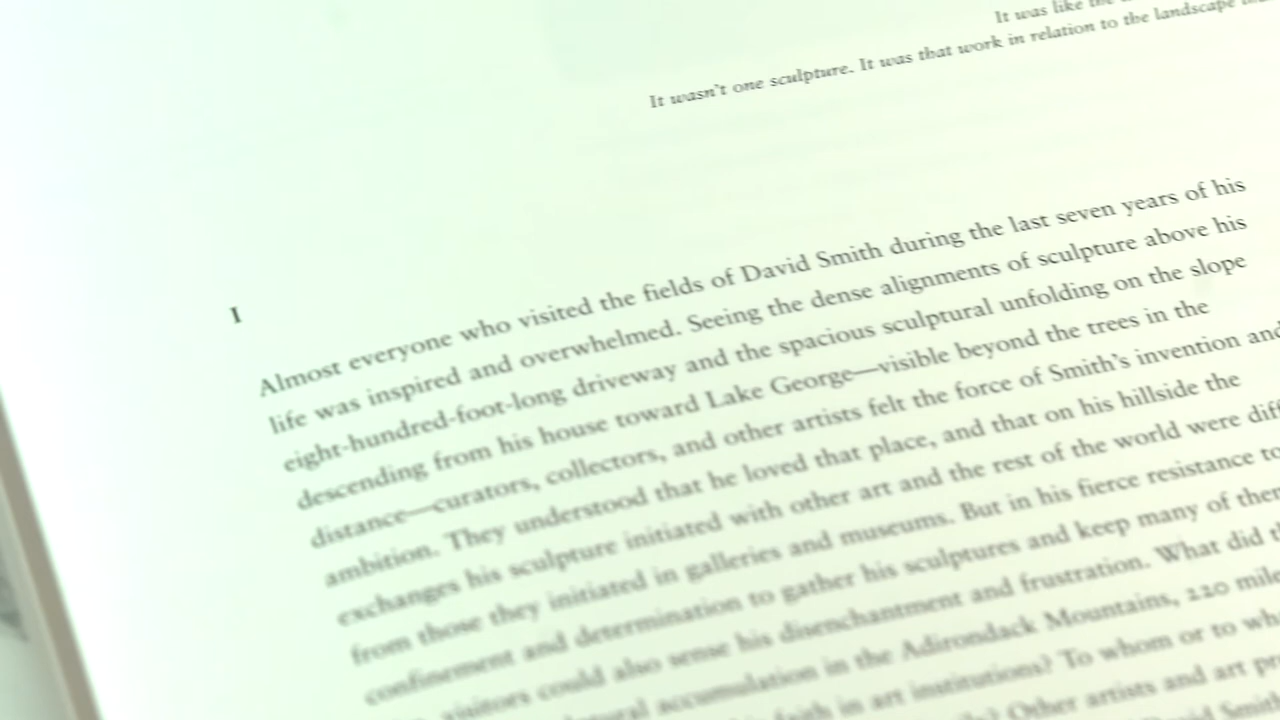 It was like the
It wasn't one sculpture. It was that work in relation to the landscape
I
Almost everyone who visited the fields of David Smith during the last seven years of his
life was inspired and overwhelmed. Seeing the dense alignments of sculpture above his
eight-hundred-foot-long driveway and the spacious sculptural unfolding on the slope
descending from his house toward Lake George—visible beyond the trees in the
distance—curators, collectors, and other artists felt the force of Smith's invention and
ambition. They understood that he loved that place, and that on his hillside the
exchanges his sculpture initiated with other art and the rest of the world were
from those they initiated in galleries and museums. But in his fierce resistance to
confinement and determination to gather his sculptures and keep many of
visitors could also sense his disenchantment and frustration. What did
accumulation in the Adirondack Mountains, 220
faith in art institutions? To whom or to
Other artists and art
David